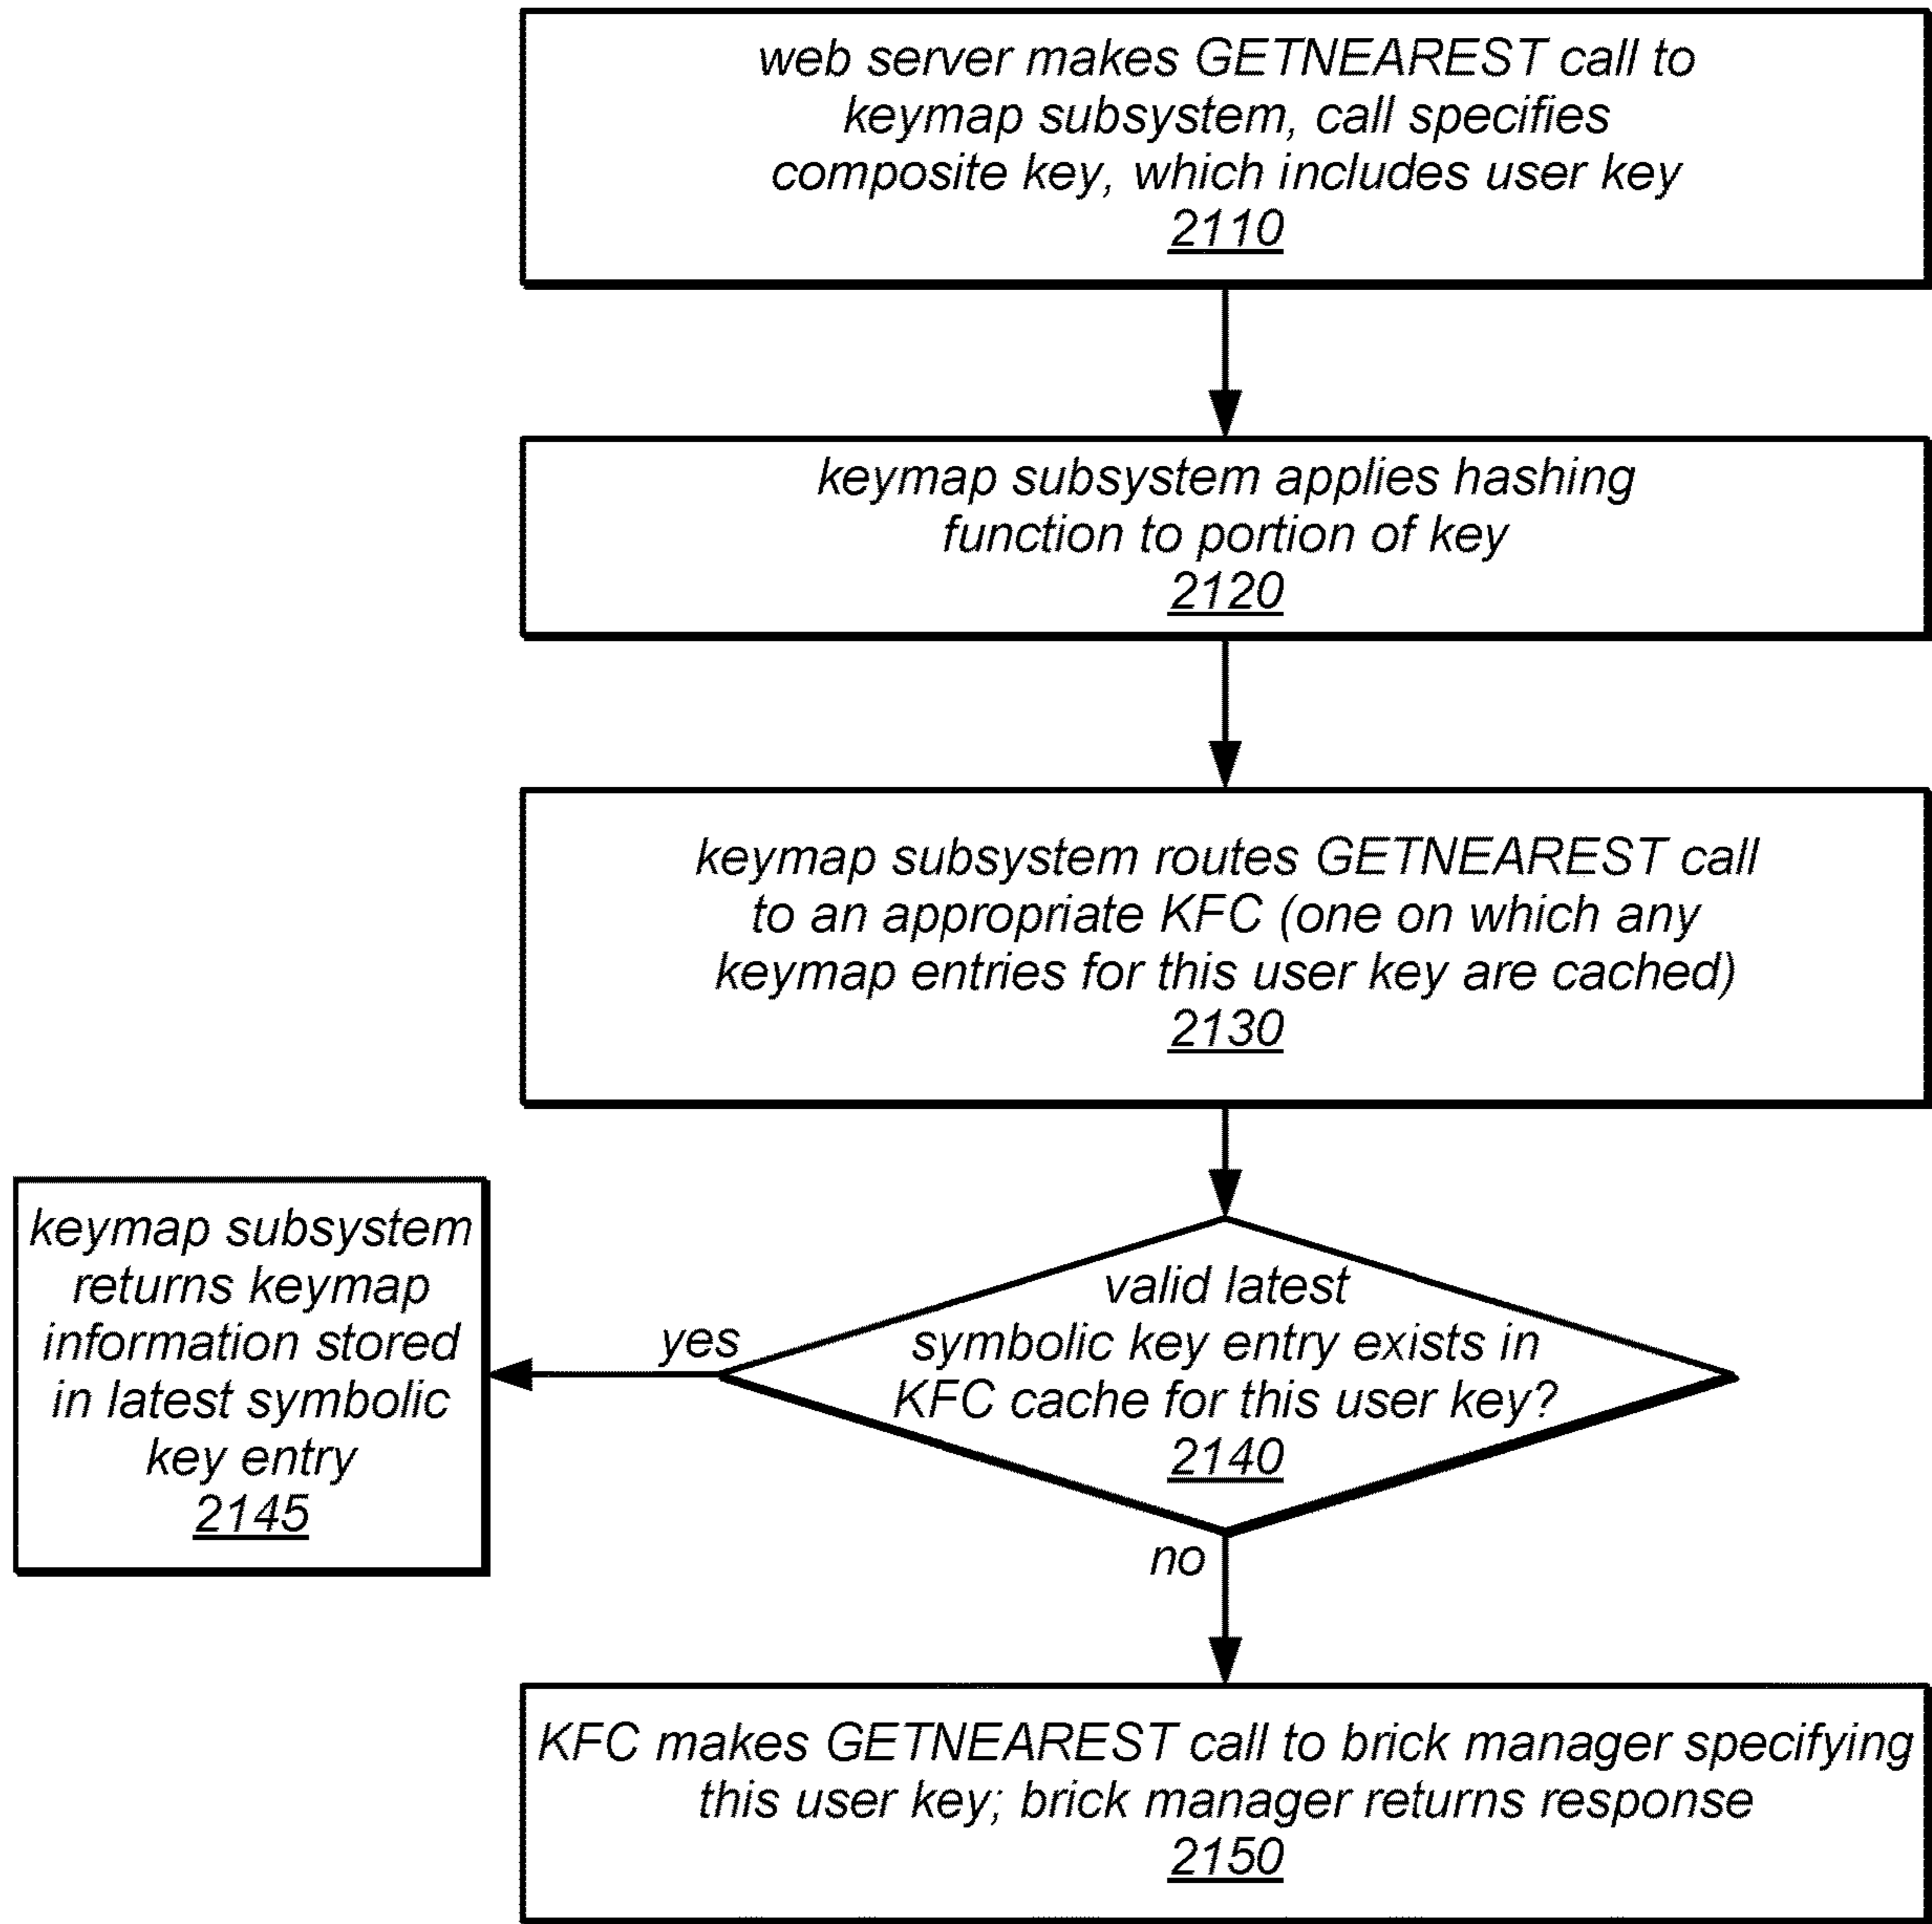 web server makes GETNEAREST call to
keymap subsystem, call specifies
composite key, which includes user key
2110
keymap subsystem applies hashing
function to portion of key
2120
keymap subsystem routes GETNEAREST call
to an appropriate KFC (one on which any
keymap entries for this user key are cached)
2130
valid latest
symbolic key entry exists in
KFC cache for this user key?
2140
yes
keymap subsystem
returns keymap
information stored
in latest symbolic
key entry
2145
no
KFC makes GETNEAREST call to brick manager specifying
this user key; brick manager returns response
2150